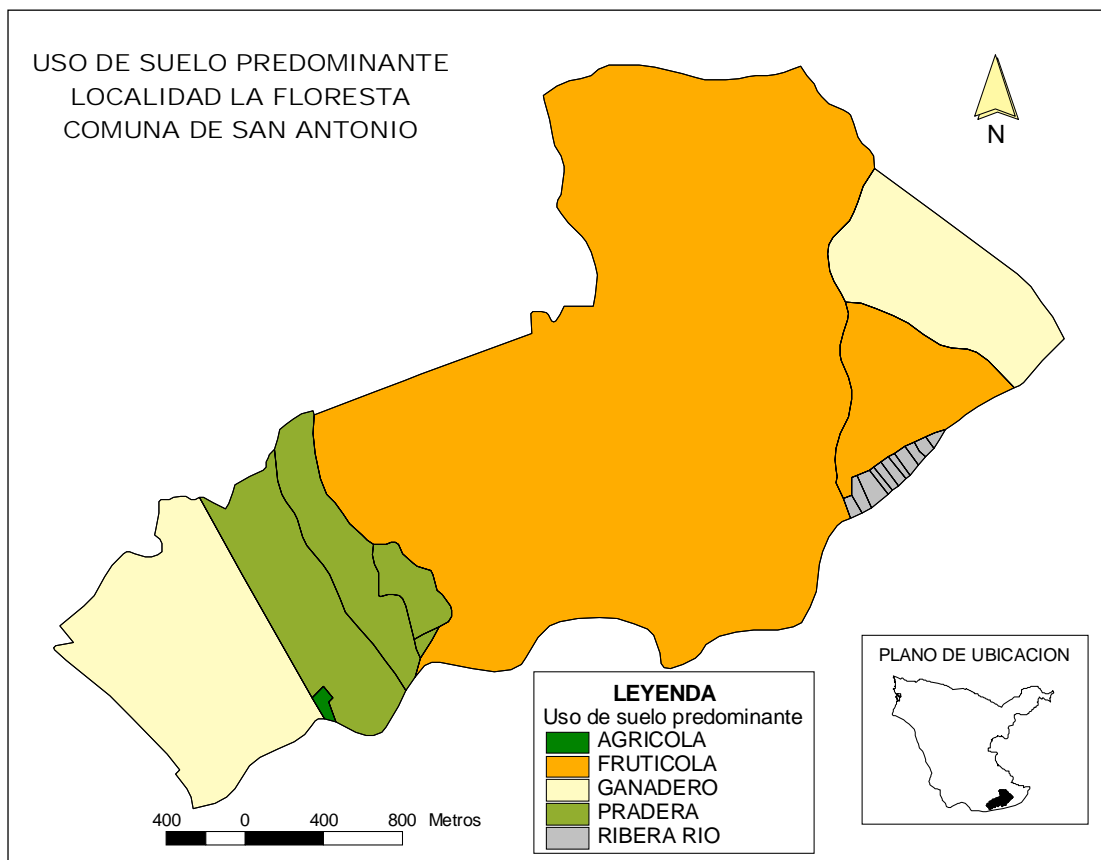 USO DE SUELO PREDOMINANTE
LOCALIDAD LA FLORESTA
COMUNA DE SAN ANTONIO
N
PLANO DE UBICACION
LEYENDA
Uso de suelo predominante
AGRICOLA
FRUTICOLA
GANADERO
PRADERA
RIBERA RIO
400 0 400 800 Metros